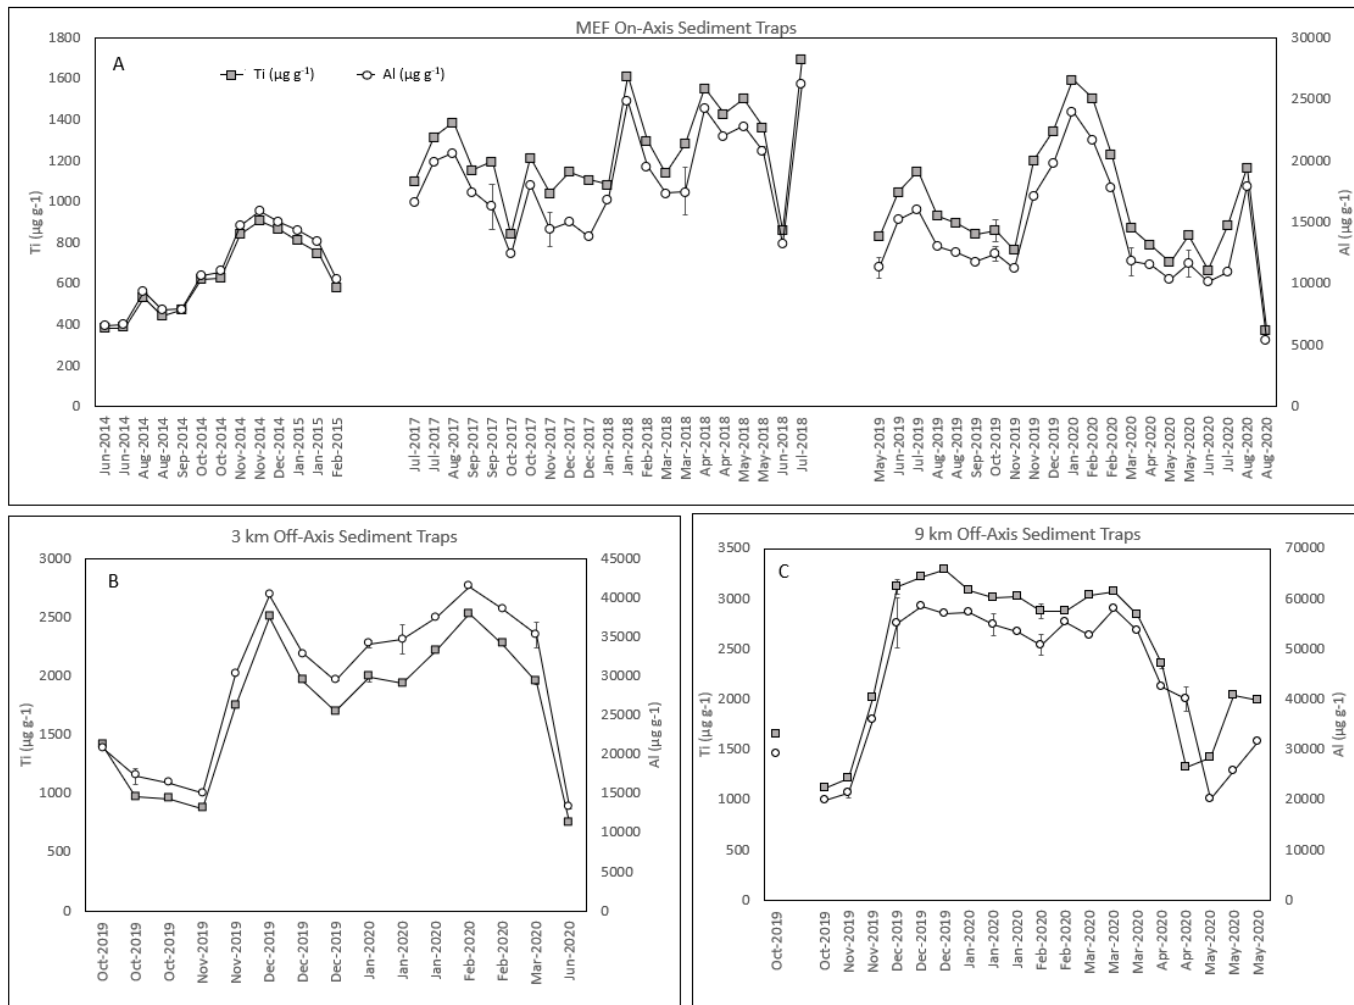 MEF On-Axis Sediment Traps
A
Ti (µg g-1)
Al (µg g-1)
1800
1600
1400
1200
1000
800
600
400
200
0
Ti (µg g-1)
30000
25000
20000
15000
10000
5000
0
Al (µg g-1)
Jun-2014
Jun-2014
Aug-2014
Aug-2014
Sep-2014
Oct-2014
Oct-2014
Nov-2014
Nov-2014
Dec-2014
Jan-2015
Jan-2015
Feb-2015
Jul-2017
Jul-2017
Aug-2017
Sep-2017
Sep-2017
Oct-2017
Oct-2017
Nov-2017
Dec-2017
Dec-2017
Jan-2018
Jan-2018
Feb-2018
Mar-2018
Mar-2018
Apr-2018
Apr-2018
May-2018
May-2018
Jun-2018
Jul-2018
May-2019
Jun-2019
Jul-2019
Aug-2019
Aug-2019
Sep-2019
Oct-2019
Nov-2019
Nov-2019
Dec-2019
Jan-2020
Feb-2020
Feb-2020
Mar-2020
Apr-2020
May-2020
May-2020
Jun-2020
Jul-2020
Aug-2020
Aug-2020
3 km Off-Axis Sediment Traps
B
3000
2500
2000
1500
1000
500
0
Ti (µg g-1)
45000
40000
35000
30000
25000
20000
15000
10000
5000
0
Al (µg g-1)
Oct-2019
Oct-2019
Oct-2019
Nov-2019
Nov-2019
Dec-2019
Dec-2019
Dec-2019
Jan-2020
Jan-2020
Jan-2020
Feb-2020
Feb-2020
Mar-2020
Jun-2020
9 km Off-Axis Sediment Traps
C
3500
3000
2500
2000
1500
1000
500
0
Ti (µg g-1)
70000
60000
50000
40000
30000
20000
10000
0
Al (µg g-1)
Oct-2019
Oct-2019
Nov-2019
Nov-2019
Dec-2019
Dec-2019
Dec-2019
Jan-2020
Jan-2020
Jan-2020
Feb-2020
Feb-2020
Mar-2020
Mar-2020
Mar-2020
Apr-2020
Apr-2020
May-2020
May-2020
May-2020